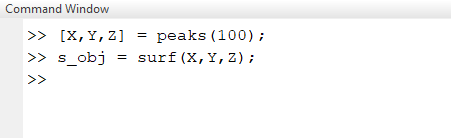 Command Window
>> [X,Y,Z] = peaks(100);
>> s_obj = surf(X,Y,Z);
>>